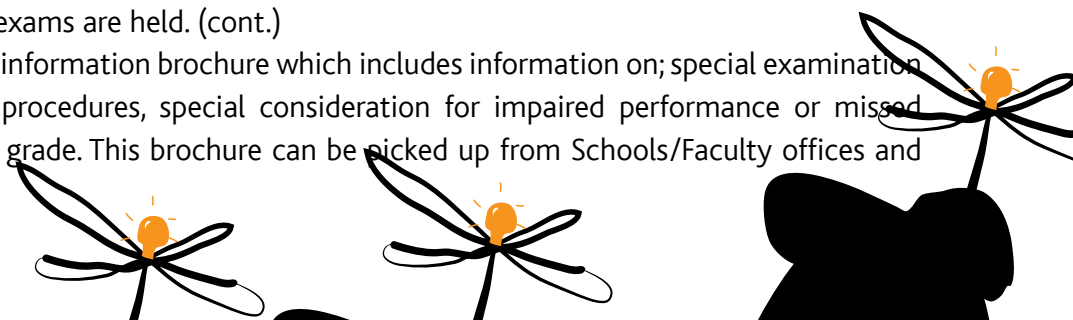 exams are held. (cont.)
information brochure which includes information on; special examination
procedures, special consideration for impaired performance or missed
grade. This brochure can be picked up from Schools/Faculty offices and